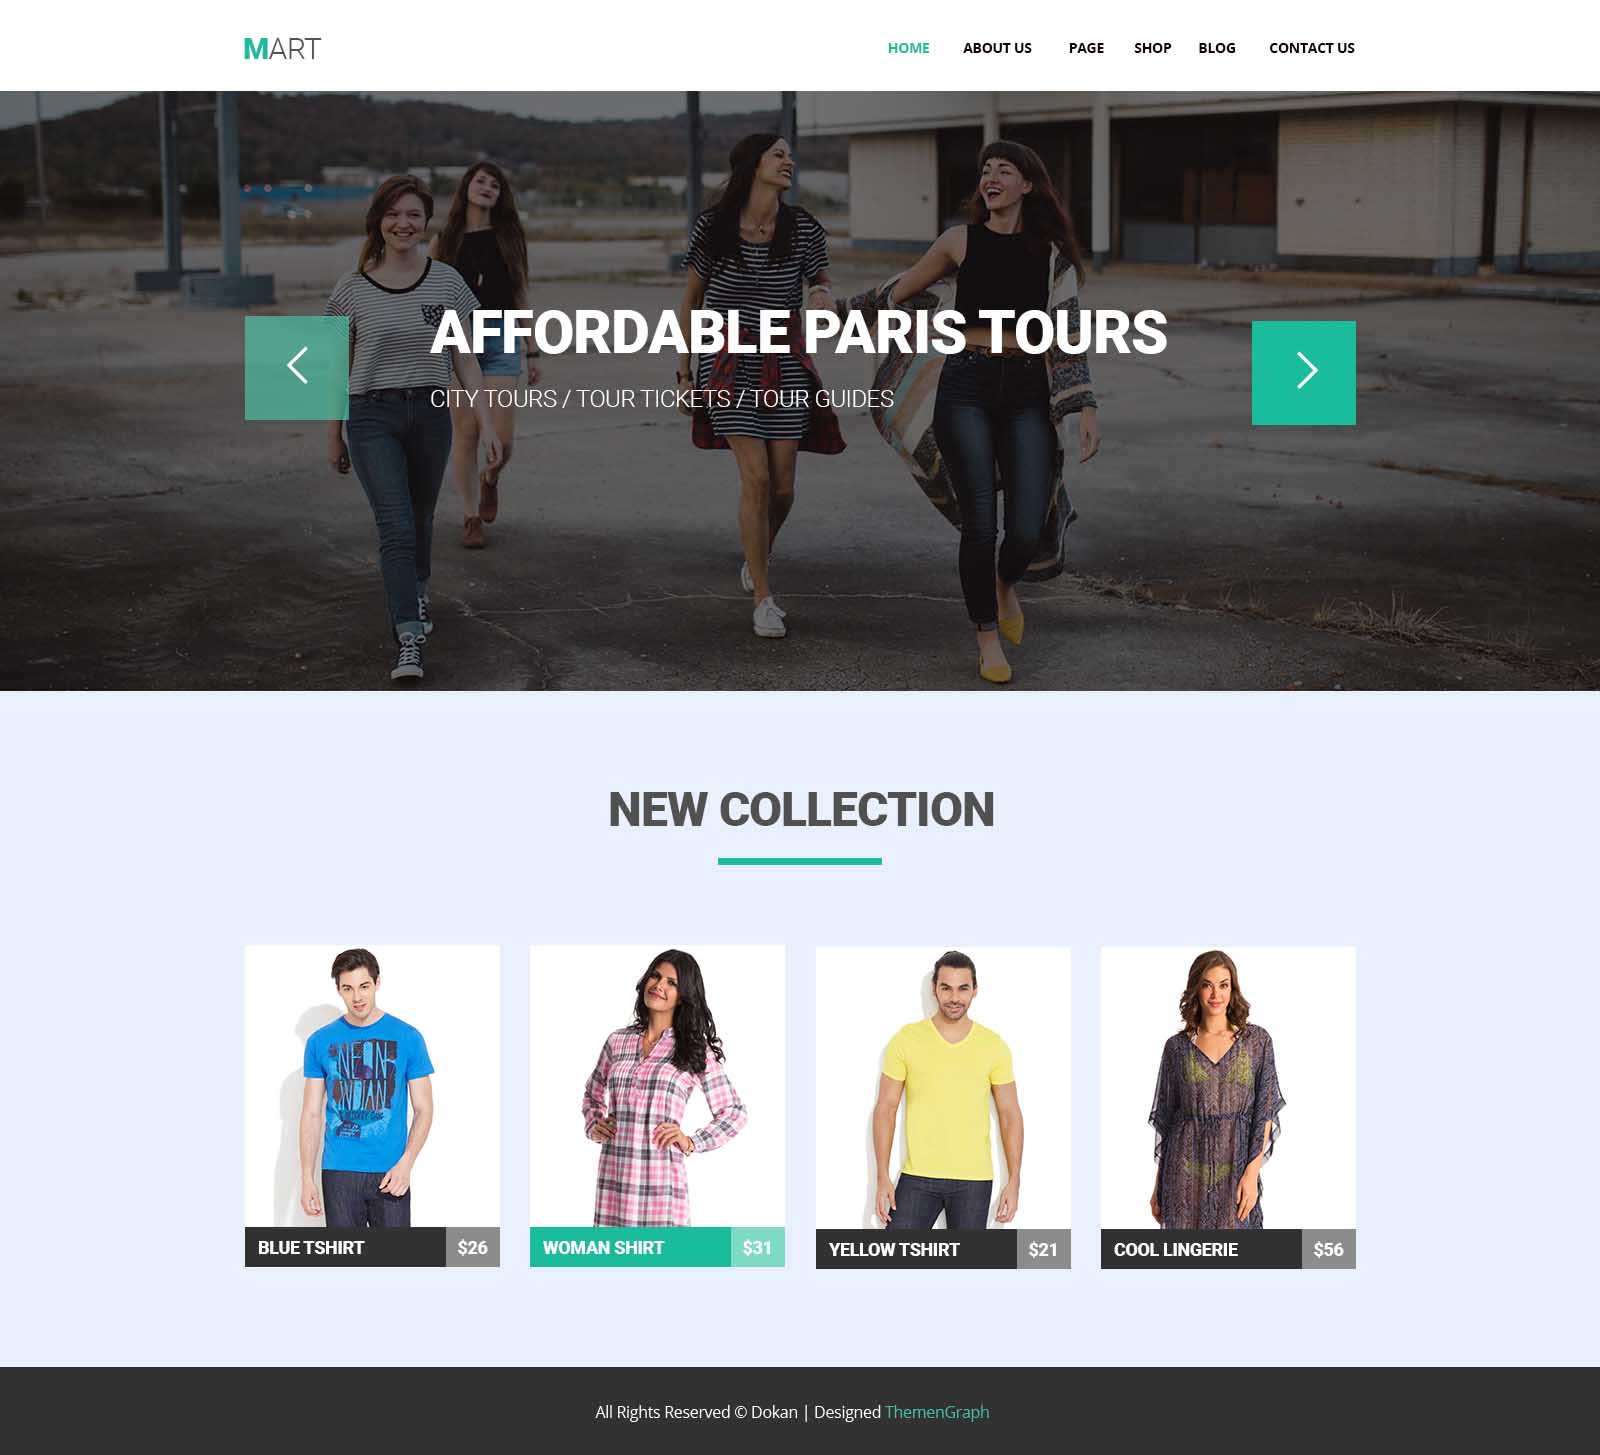 MART
HOME ABOUT US PAGE SHOP BLOG CONTACT US
AFFORDABLE PARIS TOURS
CITY TOURS / TOUR TICKETS / TOUR GUIDES
NEW COLLECTION
NEON
INDIAN
BLUE TSHIRT $26
WOMAN SHIRT $31
YELLOW TSHIRT $21
COOL LINGERIE $56
All Rights Reserved © Dokan | Designed ThemenGraph